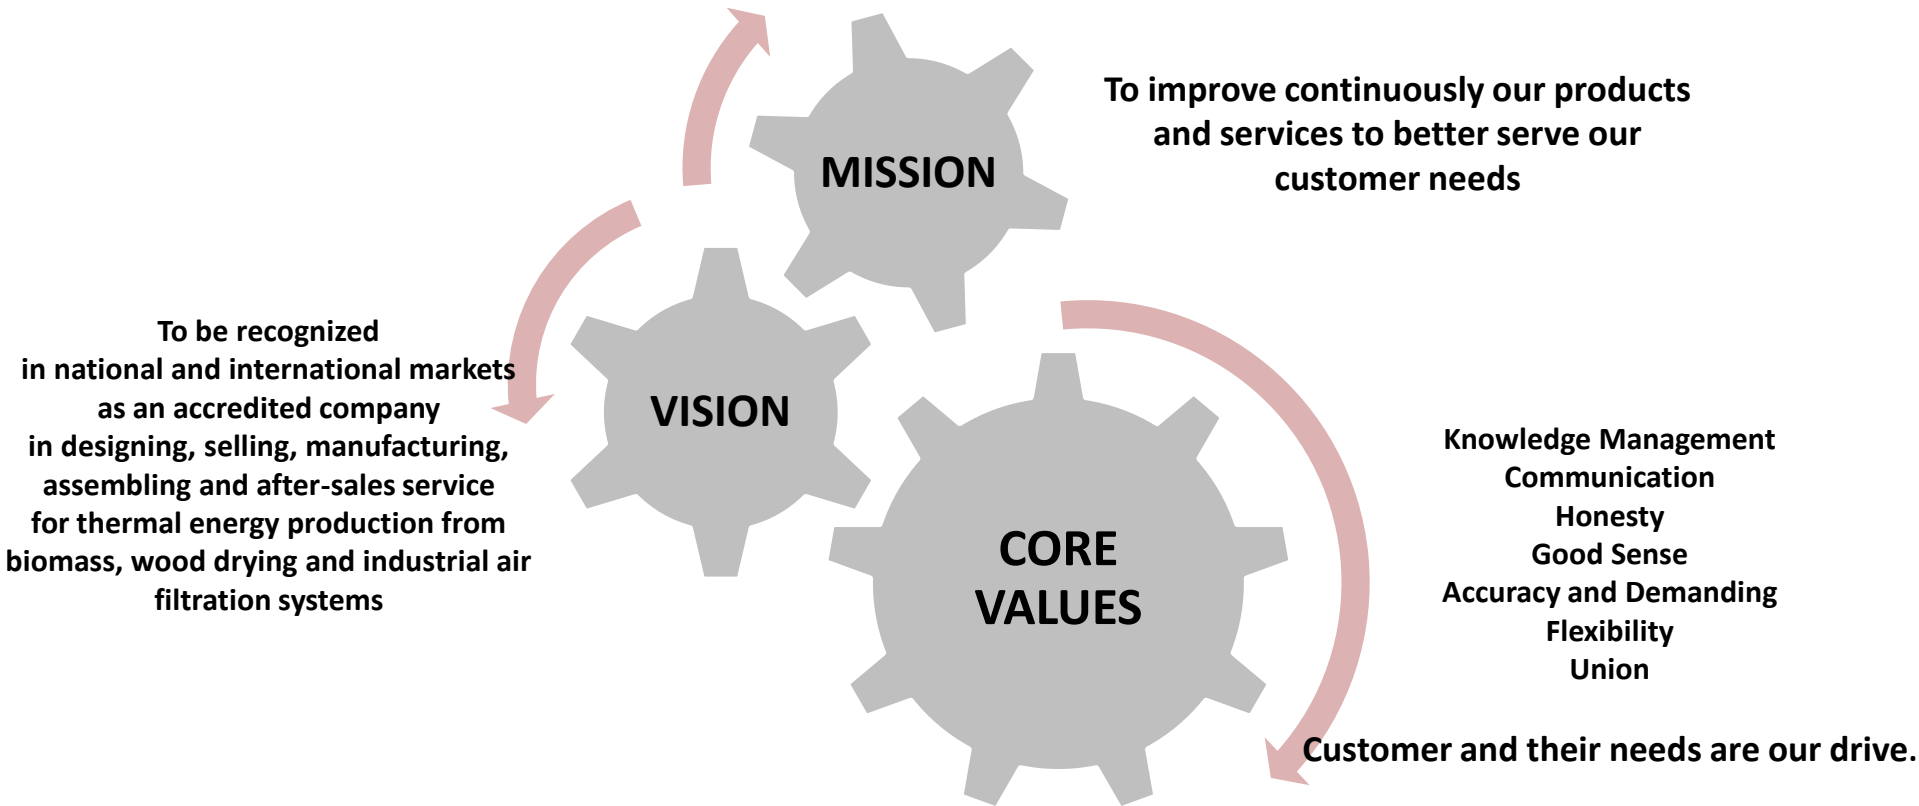 MISSION
To improve continuously our products
and services to better serve our
customer needs
VISION
To be recognized
in national and international markets
as an accredited company
in designing, selling, manufacturing,
assembling and after-sales service
for thermal energy production from
biomass, wood drying and industrial air
filtration systems
CORE
VALUES
Knowledge Management
Communication
Honesty
Good Sense
Accuracy and Demanding
Flexibility
Union
Customer and their needs are our drive.